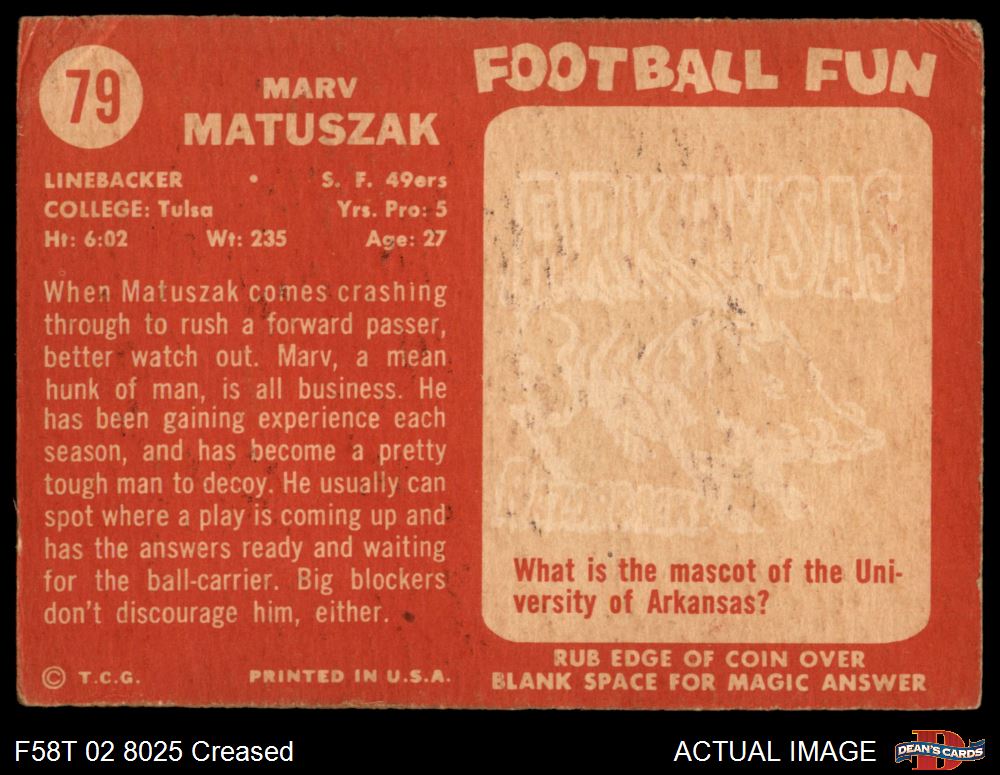 79
MARV
MATUSZAK
LINEBACKER • S. F. 49ers
COLLEGE: Tulsa Yrs. Pro: 5
Ht: 6:02 Wt: 235 Age: 27
When Matuszak comes crashing
through to rush a forward passer,
better watch out. Marv, a mean
hunk of man, is all business. He
has been gaining experience each
season, and has become a pretty
tough man to decoy. He usually can
spot where a play is coming up and
has the answers ready and waiting
for the ball-carrier. Big blockers
don't discourage him, either.
© T.C.G. PRINTED IN U.S.A.
FOOTBALL FUN
ARKANSAS
What is the mascot of the Uni-
versity of Arkansas?
RUB EDGE OF COIN OVER
BLANK SPACE FOR MAGIC ANSWER
F58T 02 8025 Creased
ACTUAL IMAGE
D
DEAN'S CARDS